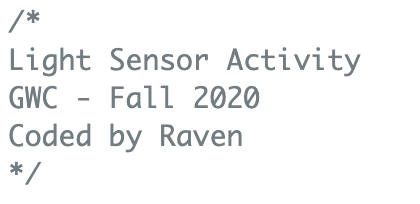 /*
Light Sensor Activity
GWC - Fall 2020
Coded by Raven
*/